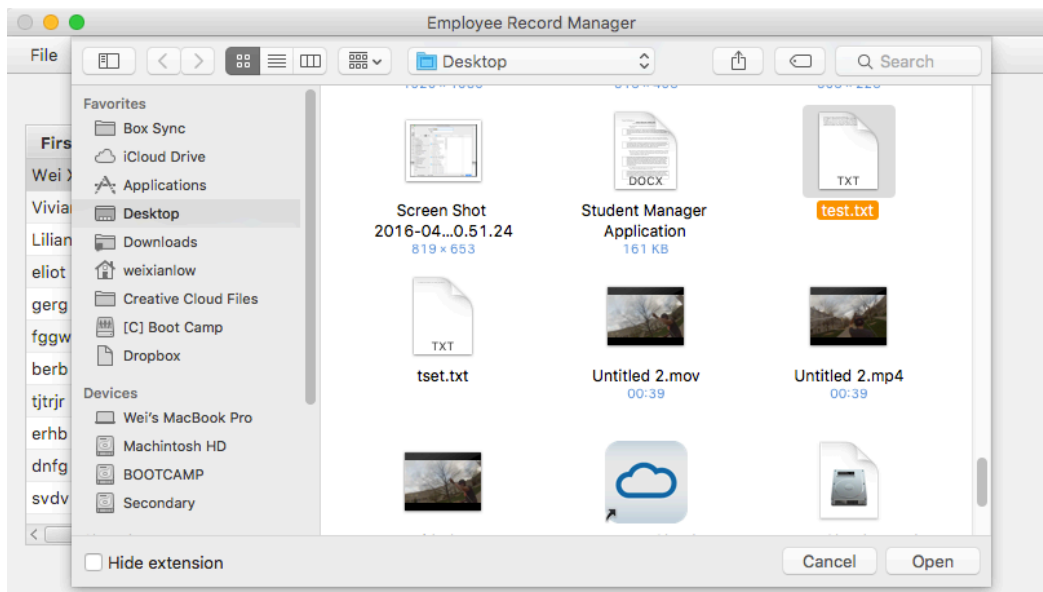 Employee Record Manager
File
Desktop
Search
Favorites
Box Sync
iCloud Drive
Applications
Desktop
Downloads
weixianlow
Creative Cloud Files
[C] Boot Camp
Dropbox
Devices
Wei's MacBook Pro
Machintosh HD
BOOTCAMP
Secondary
Firs
Wei
Vivia
Lilian
eliot
gerg
fggw
berb
tjtrjr
erhb
dnfg
svdv
DOCX
TXT
Screen Shot
2016-04...0.51.24
819 × 653
Student Manager
Application
161 KB
test.txt
TXT
tset.txt
Untitled 2.mov
00:39
Untitled 2.mp4
00:39
Hide extension
Cancel
Open